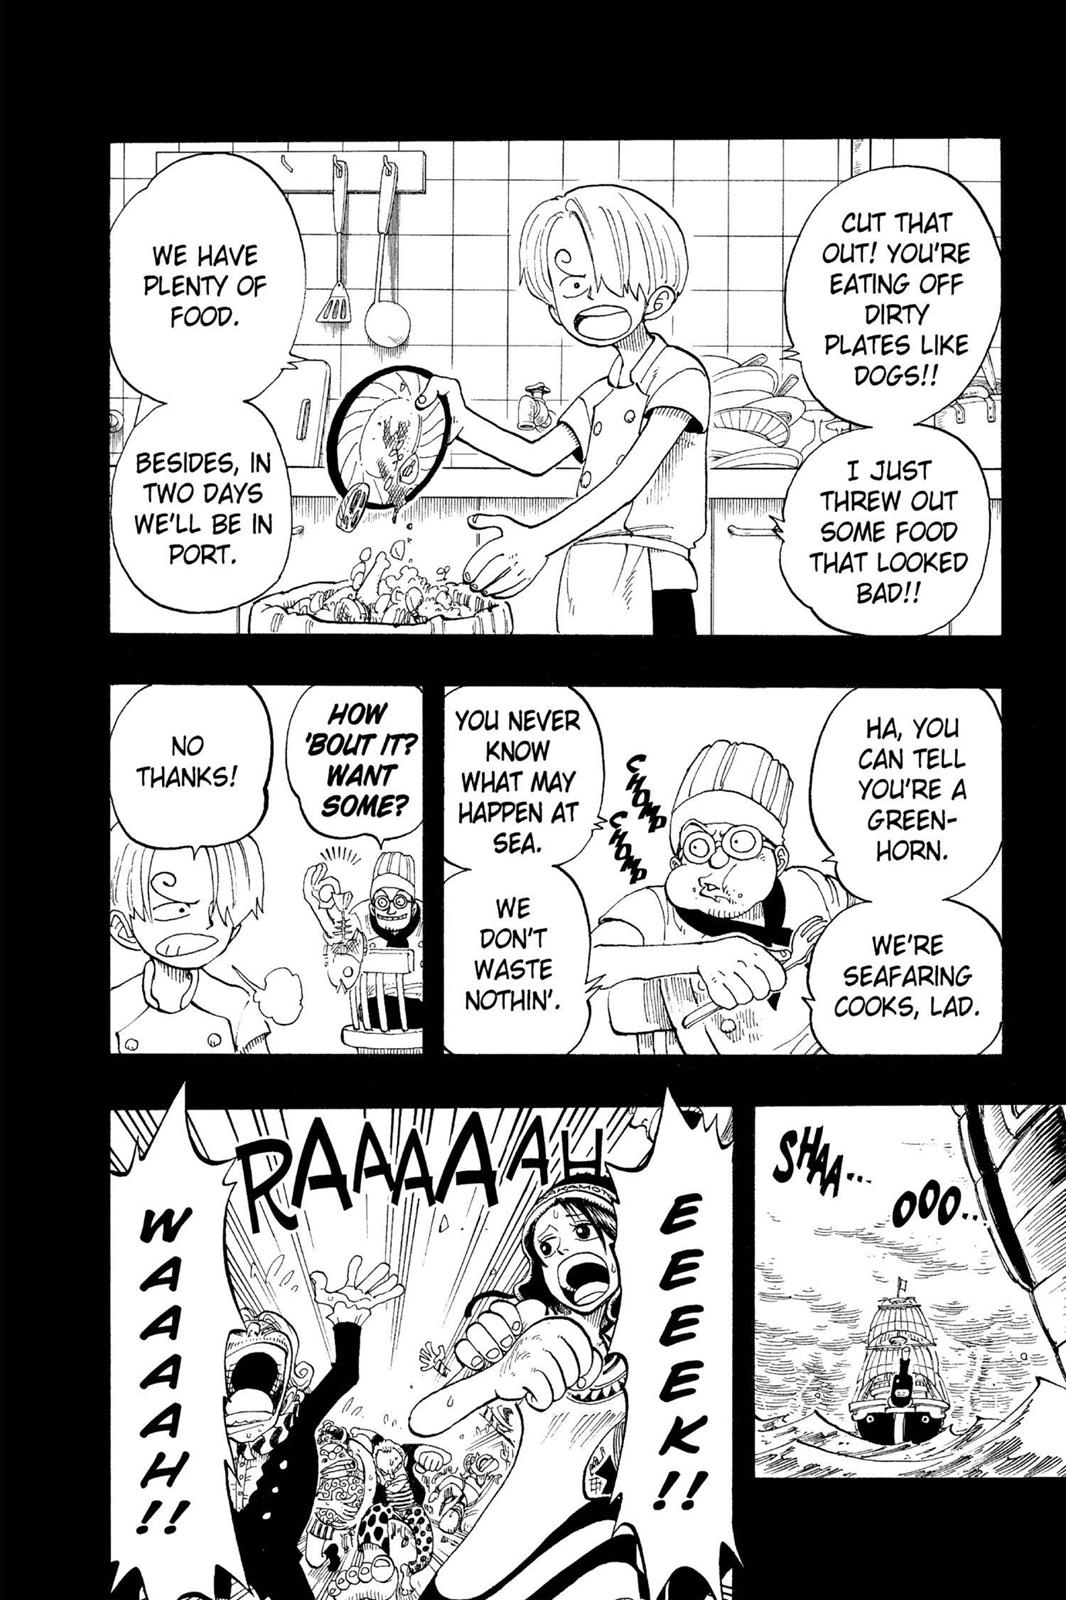 CUT THAT
OUT! YOU'RE
EATING OFF
DIRTY
PLATES LIKE
DOGS!!
I JUST
THREW OUT
SOME FOOD
THAT LOOKED
BAD!!
WE HAVE
PLENTY OF
FOOD.
BESIDES, IN
TWO DAYS
WE'LL BE IN
PORT.
HA, YOU
CAN TELL
YOU'RE A
GREEN-
HORN.
WE'RE
SEAFARING
COOKS, LAD.
CHOMP
CHOMP
YOU NEVER
KNOW
WHAT MAY
HAPPEN AT
SEA.
WE
DON'T
WASTE
NOTHIN'.
HOW
'BOUT IT?
WANT
SOME?
NO
THANKS!
SHAA...
OOO...
EEEEEK!!
RAAAAAH
WAAAAAH!!